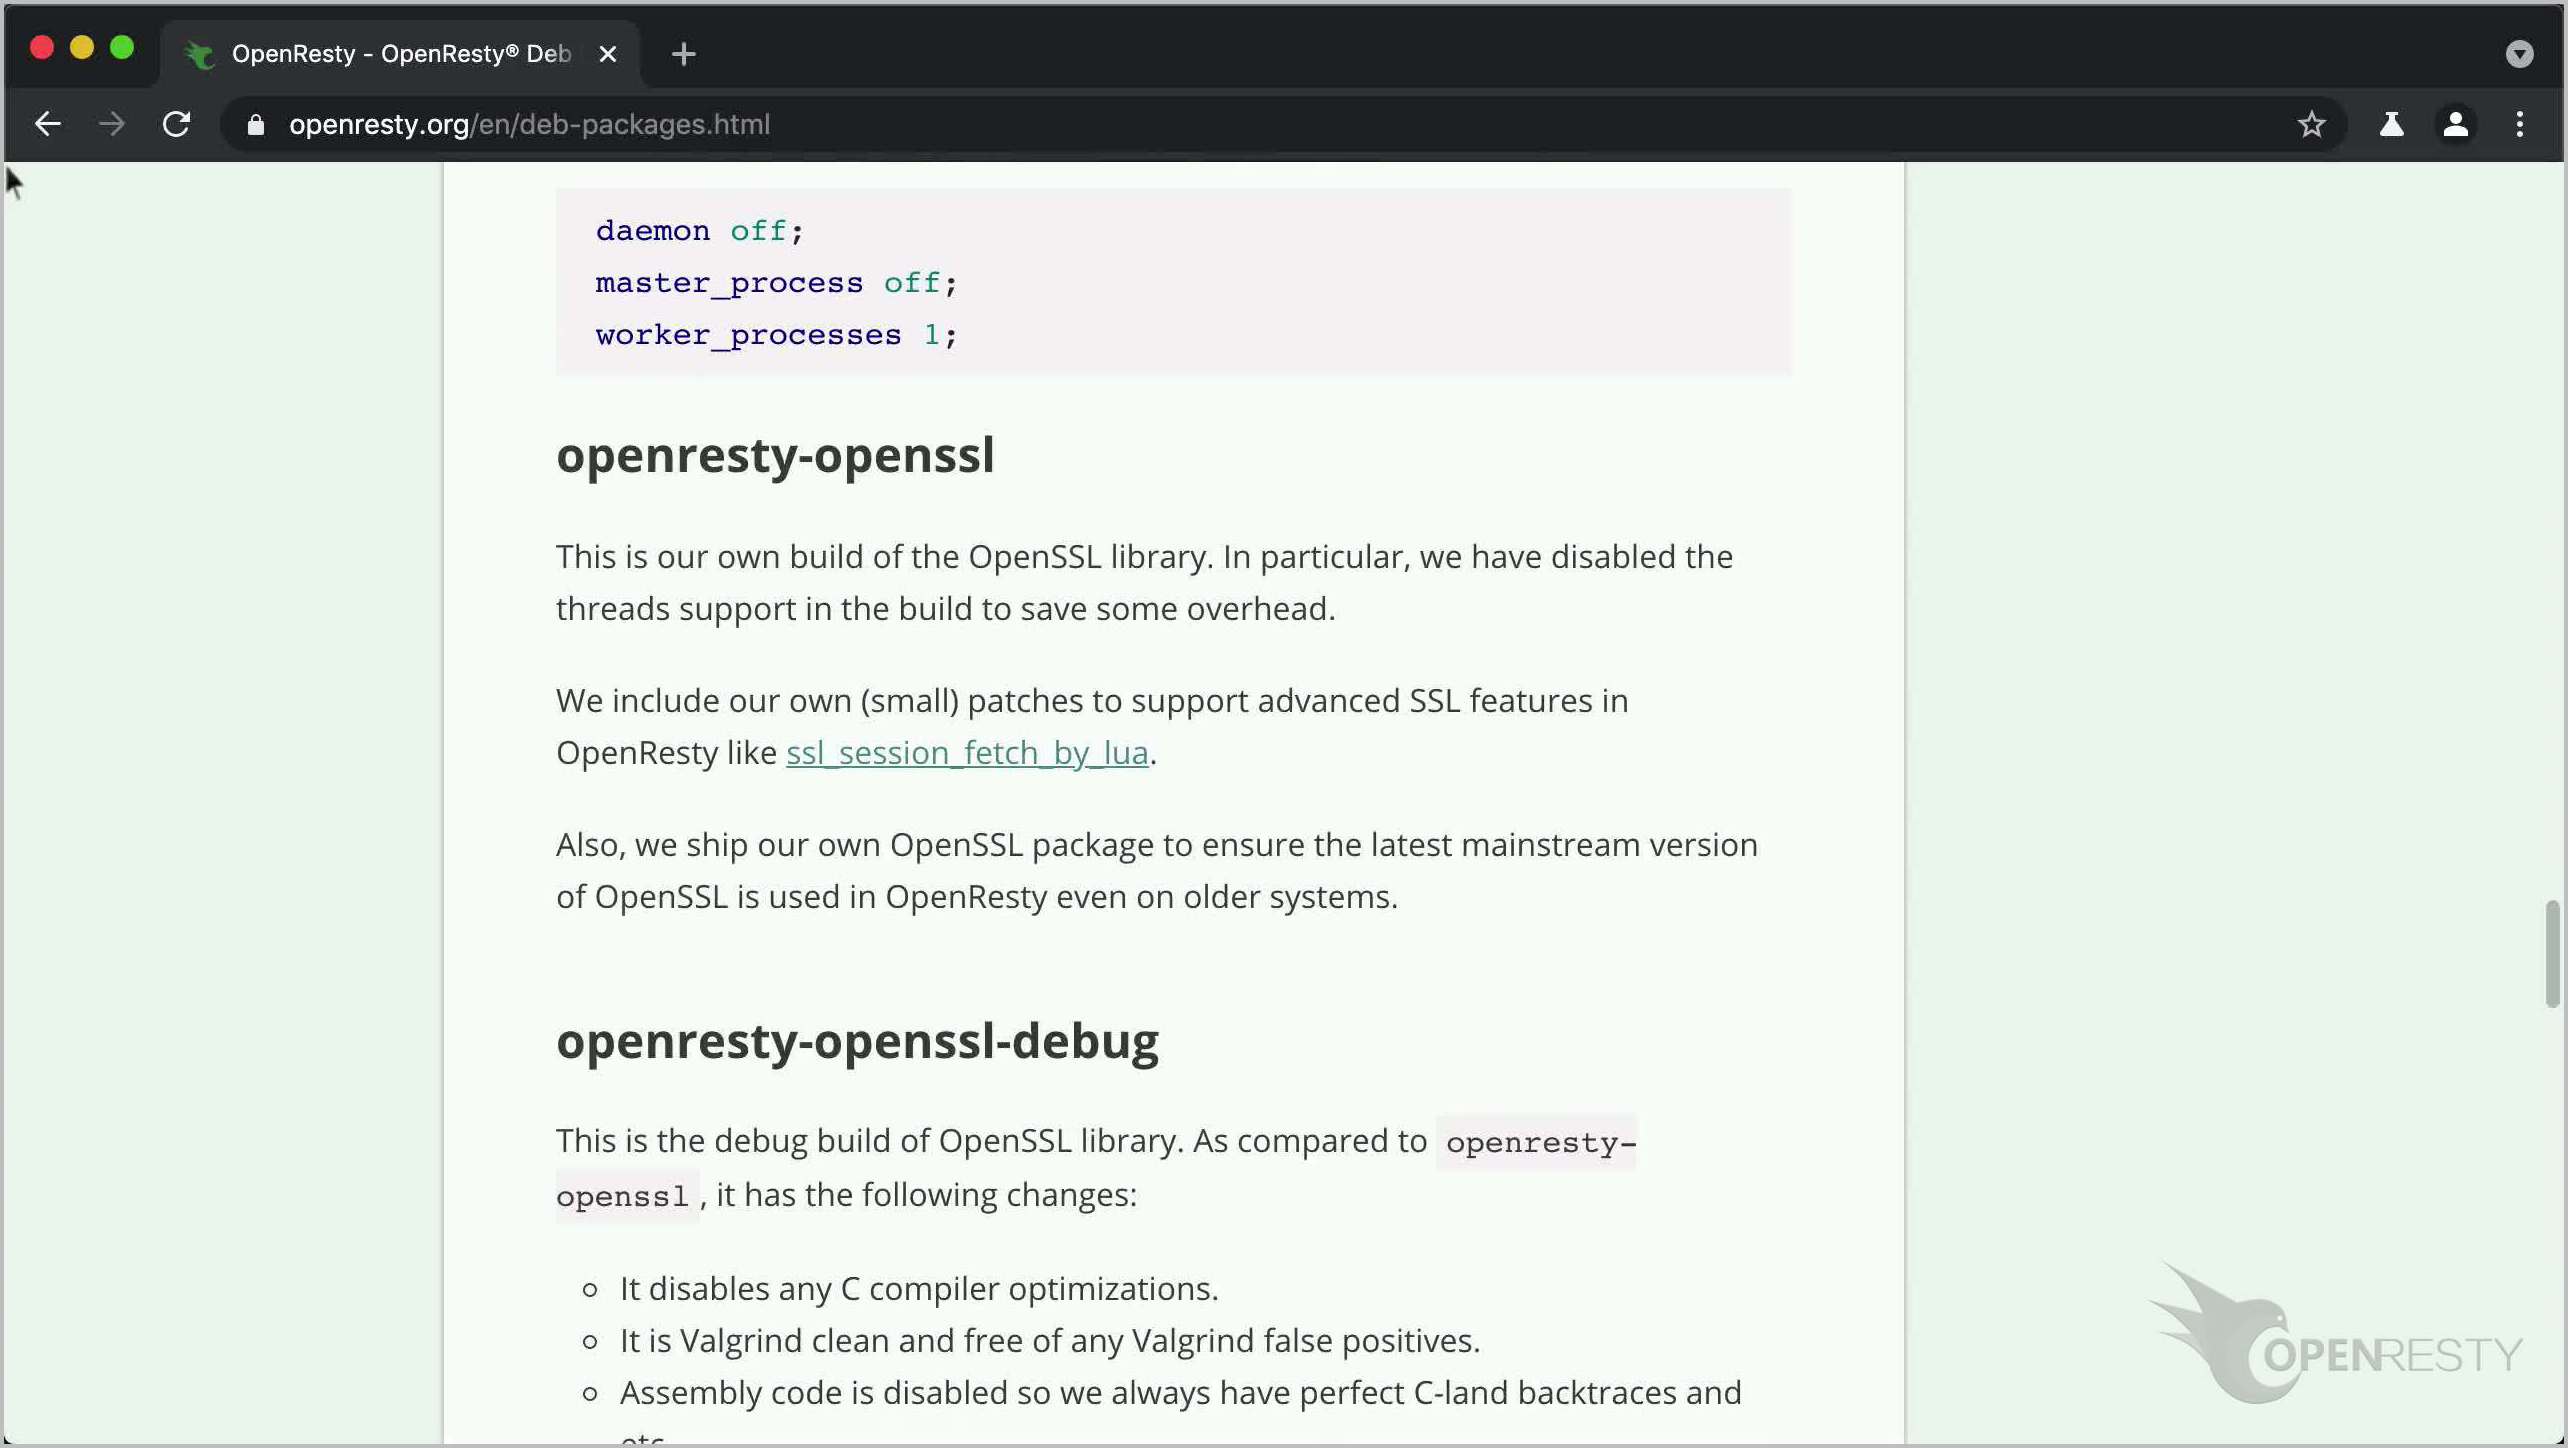 OpenResty - OpenResty® Deb
openresty.org/en/deb-packages.html
daemon off;
master_process off;
worker_processes 1;
openresty-openssl
This is our own build of the OpenSSL library. In particular, we have disabled the
threads support in the build to save some overhead.
We include our own (small) patches to support advanced SSL features in
OpenResty like ssl_session_fetch_by_lua.
Also, we ship our own OpenSSL package to ensure the latest mainstream version
of OpenSSL is used in OpenResty even on older systems.
openresty-openssl-debug
This is the debug build of OpenSSL library. As compared to openresty-
openssl, it has the following changes:
It disables any C compiler optimizations.
It is Valgrind clean and free of any Valgrind false positives.
Assembly code is disabled so we always have perfect C-land backtraces and
OPENRESTY